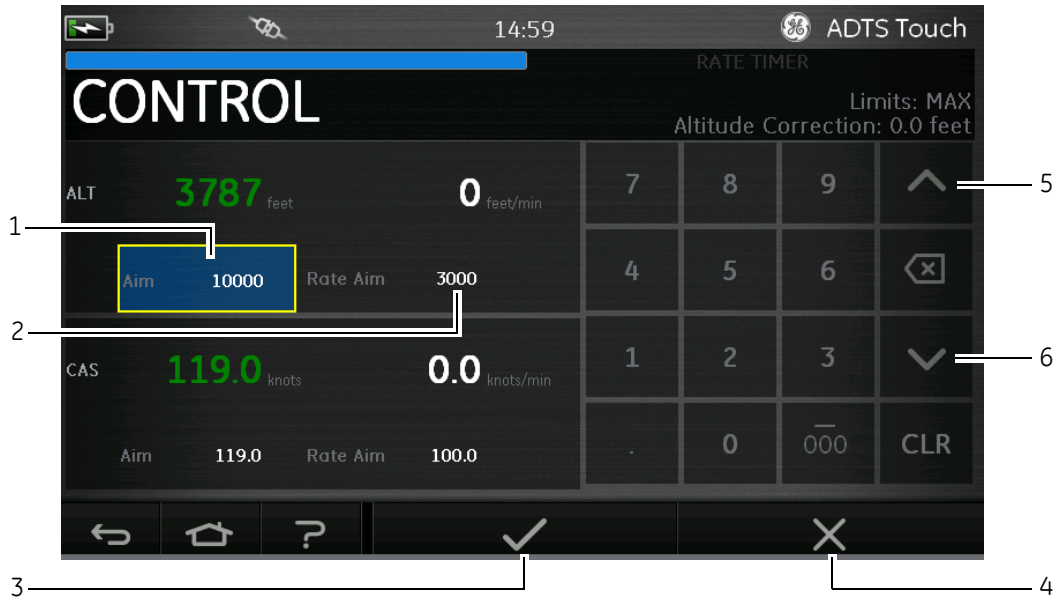 14:59 ADTS Touch
RATE TIMER
CONTROL
Limits: MAX
Altitude Correction: 0.0 feet
ALT 3787 feet 0 feet/min
Aim 10000 Rate Aim 3000
CAS 119.0 knots 0.0 knots/min
Aim 119.0 Rate Aim 100.0
7 8 9
4 5 6
1 2 3
. 0 000 CLR
?
1
2
3
4
5
6